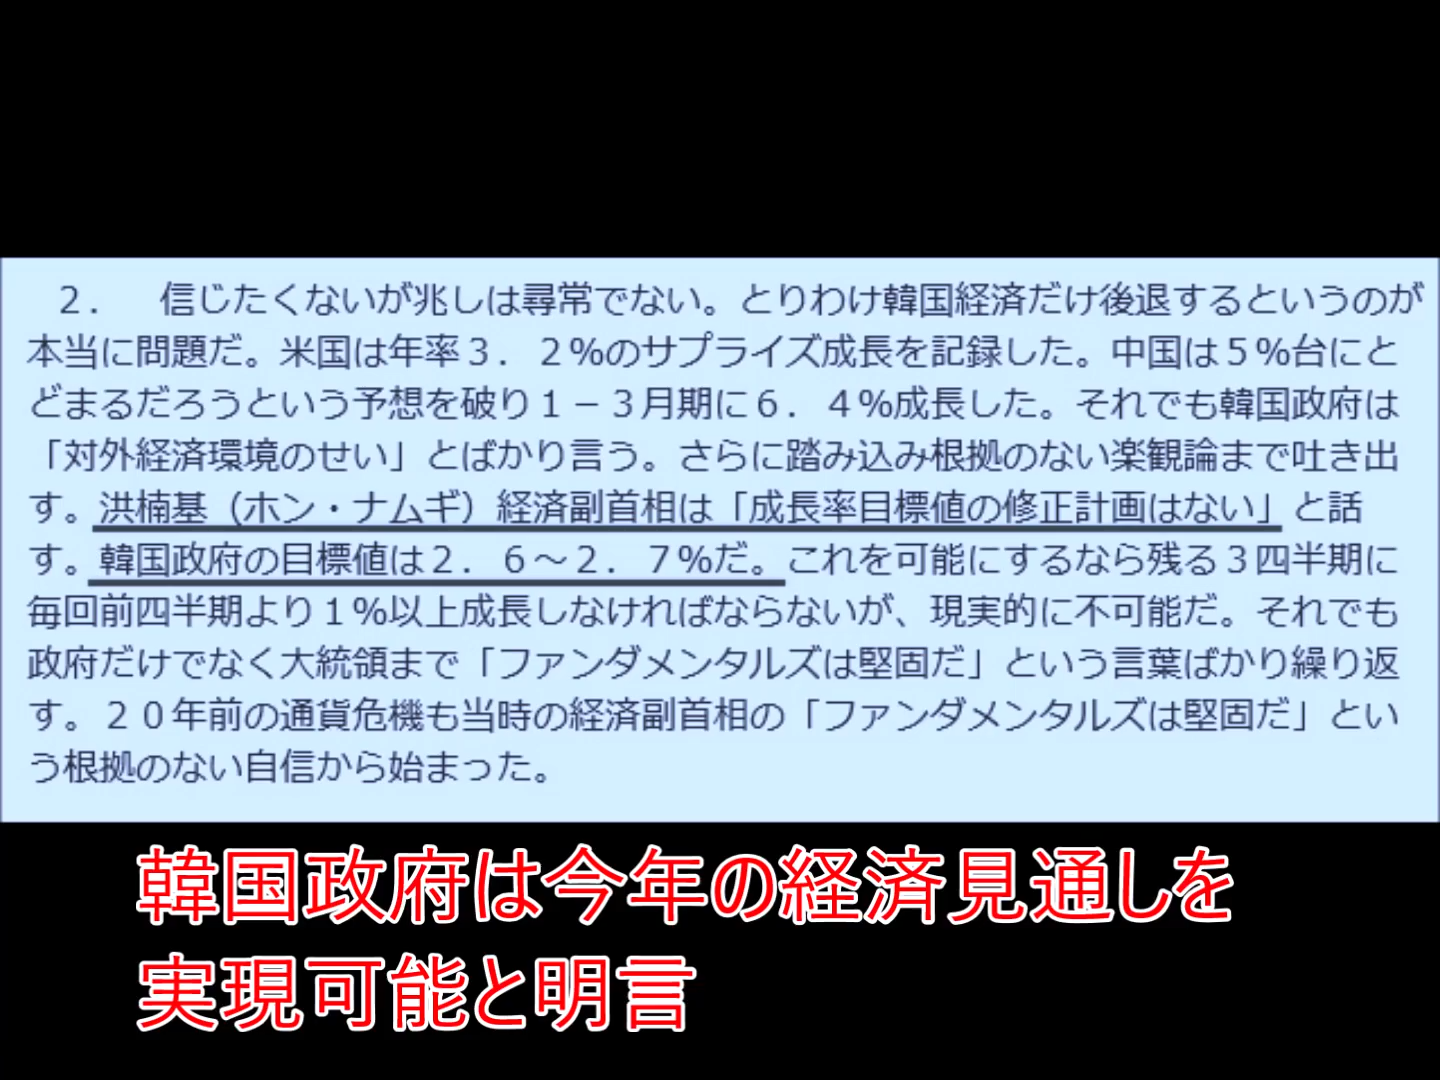 ２．　信じたくないが兆しは尋常でない。とりわけ韓国経済だけ後退するというのが
本当に問題だ。米国は年率３．２％のサプライズ成長を記録した。中国は５％台にと
どまるだろうという予想を破り１－３月期に６．４％成長した。それでも韓国政府は
「対外経済環境のせい」とばかり言う。さらに踏み込み根拠のない楽観論まで吐き出
す。洪楠基（ホン・ナムギ）経済副首相は「成長率目標値の修正計画はない」と話
す。韓国政府の目標値は２．６～２．７％だ。これを可能にするなら残る３四半期に
毎回前四半期より１％以上成長しなければならないが、現実的に不可能だ。それでも
政府だけでなく大統領まで「ファンダメンタルズは堅固だ」という言葉ばかり繰り返
す。２０年前の通貨危機も当時の経済副首相の「ファンダメンタルズは堅固だ」とい
う根拠のない自信から始まった。
韓国政府は今年の経済見通しを
実現可能と明言